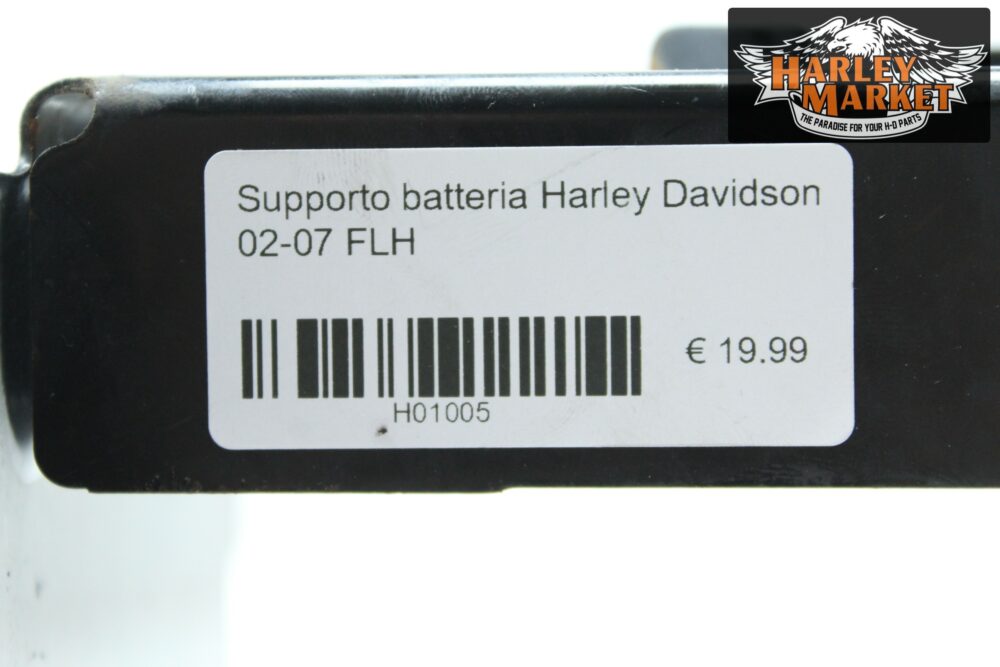 HARLEY
MARKET
THE PARADISE FOR YOUR H-D PARTS
Supporto batteria Harley Davidson
02-07 FLH
€ 19.99
H01005